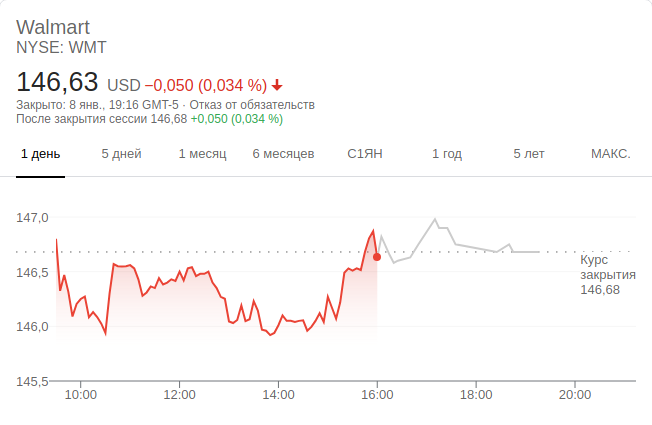 Walmart
NYSE: WMT
146,63 USD −0,050 (0,034 %)
Закрыто: 8 янв., 19:16 GMT-5 · Отказ от обязательств
После закрытия сессии 146,68 +0,050 (0,034 %)
1 день 5 дней 1 месяц 6 месяцев С1ЯН 1 год 5 лет МАКС.
147,0
146,5
146,0
145,5
Курс
закрытия
146,68
10:00 12:00 14:00 16:00 18:00 20:00